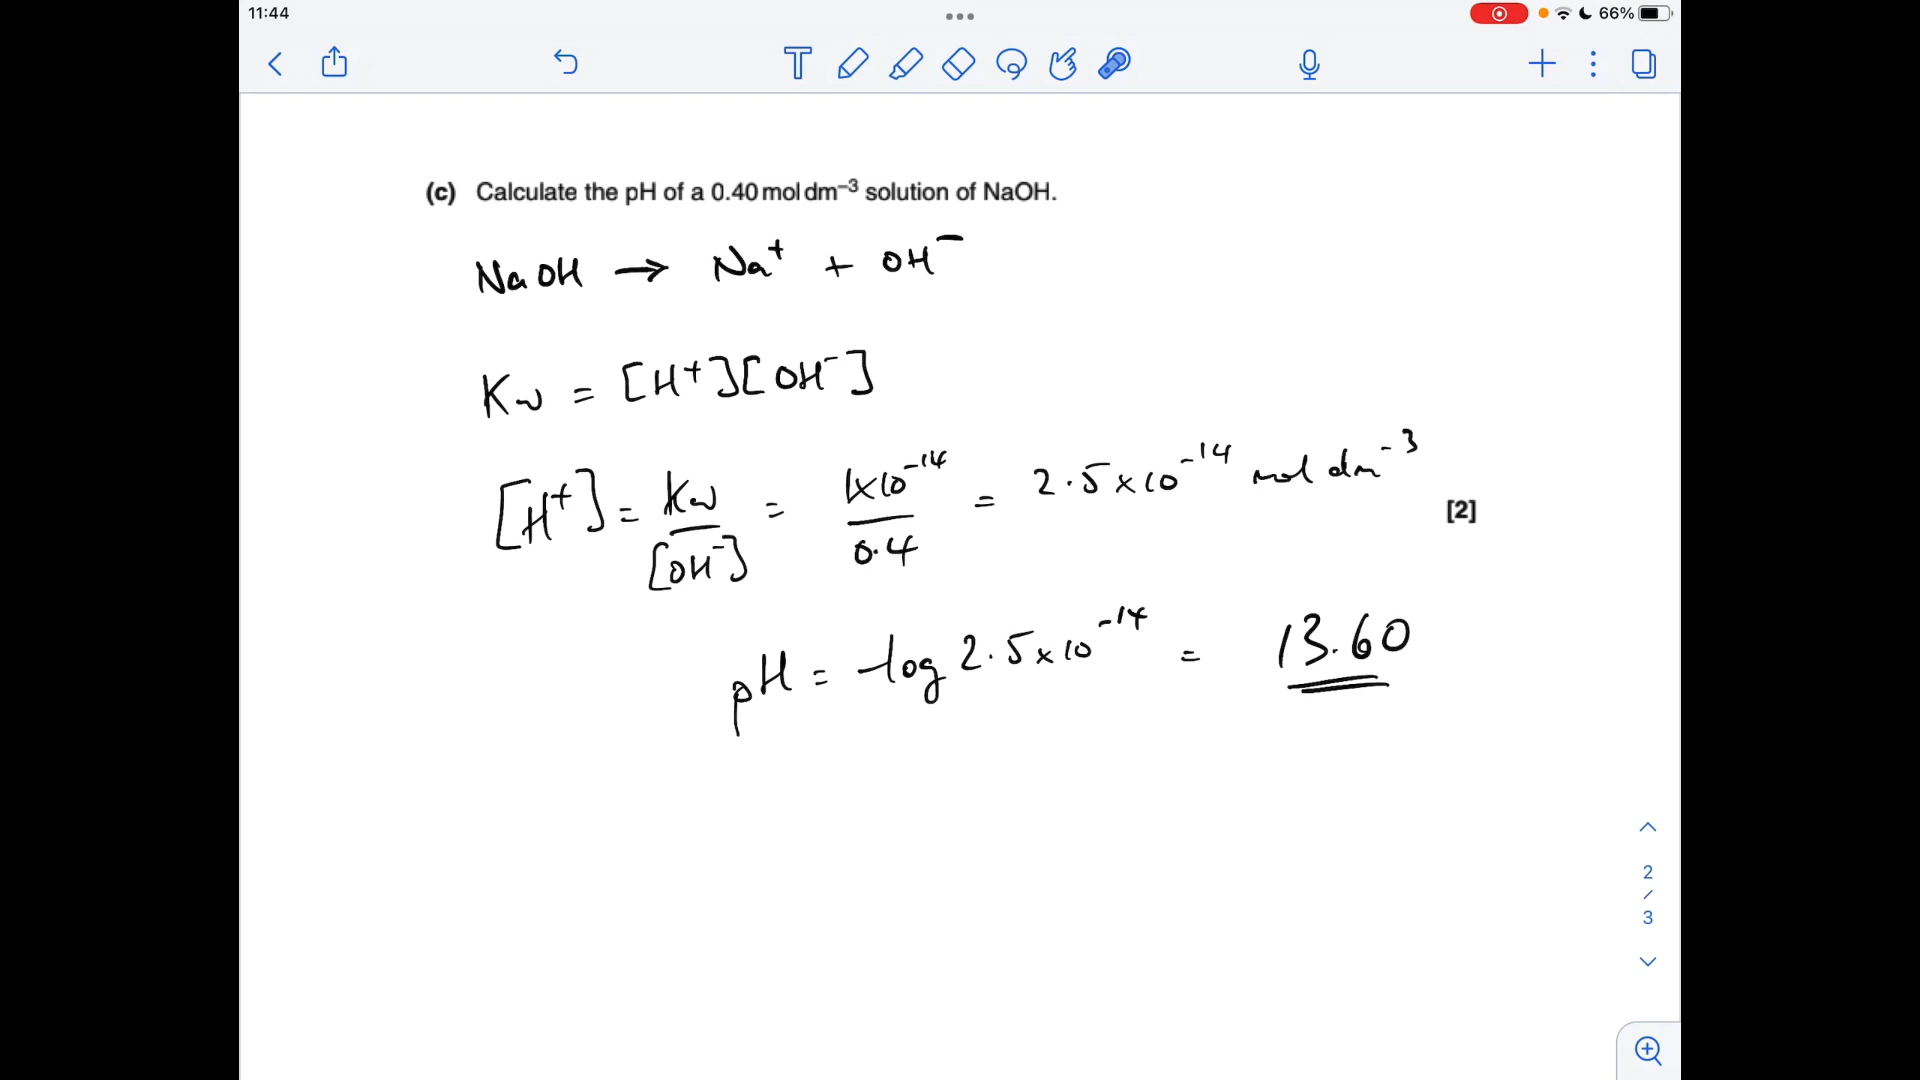 11:44
66%
(c) Calculate the pH of a 0.40 mol dm⁻³ solution of NaOH.
NaOH → Na⁺ + OH⁻
Kw = [H⁺][OH⁻]
[H⁺] = Kw / [OH⁻] = 1×10⁻¹⁴ / 0.4 = 2.5×10⁻¹⁴ mol dm⁻³
[2]
pH = -log 2.5×10⁻¹⁴ = 13.60
2
/
3